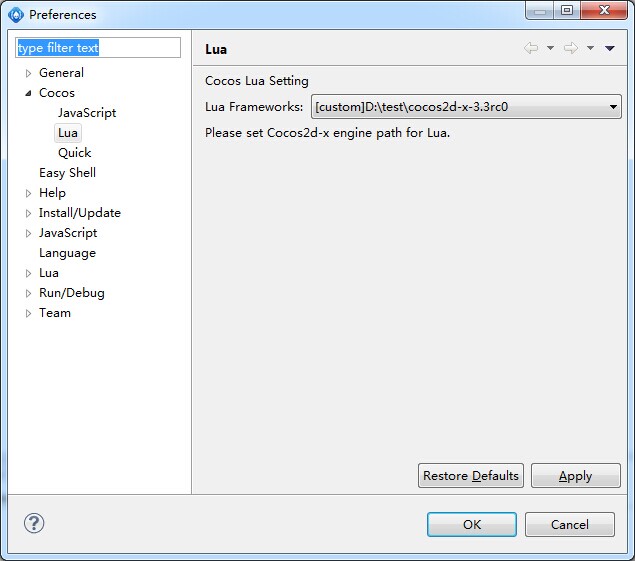 Preferences
type filter text
General
Cocos
JavaScript
Lua
Quick
Easy Shell
Help
Install/Update
JavaScript
Language
Lua
Run/Debug
Team
Lua
Cocos Lua Setting
Lua Frameworks: [custom]D:\test\cocos2d-x-3.3rc0
Please set Cocos2d-x engine path for Lua.
Restore Defaults Apply
? OK Cancel